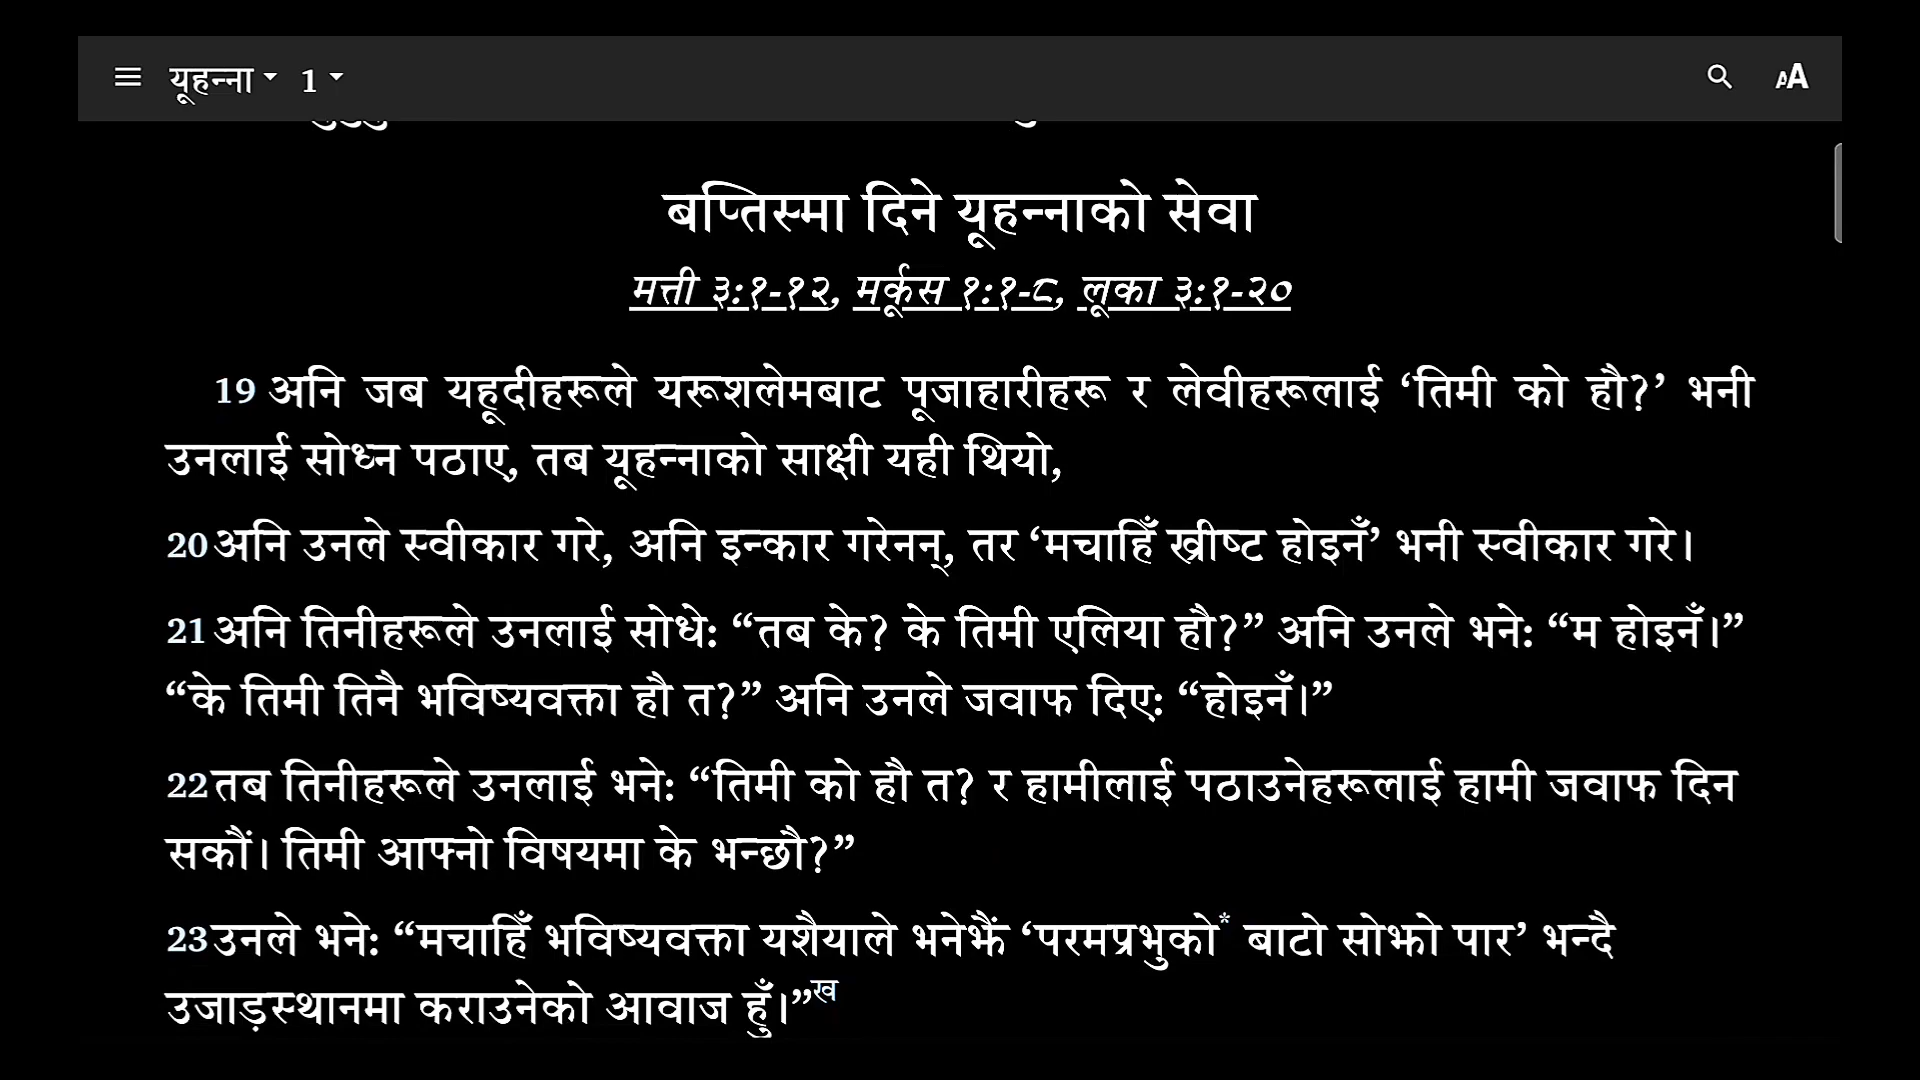 यूहन्ना 1
AA
बप्तिस्मा दिने यूहन्नाको सेवा
मत्ती ३:१-१२, मर्कूस १:१-८, लूका ३:१-२०
19 अनि जब यहूदीहरूले यरूशलेमबाट पूजाहारीहरू र लेवीहरूलाई ‘तिमी को हौ?’ भनी
उनलाई सोध्न पठाए, तब यूहन्नाको साक्षी यही थियो,
20 अनि उनले स्वीकार गरे, अनि इन्कार गरेनन्, तर ‘मचाहिँ ख्रीष्ट होइनँ’ भनी स्वीकार गरे।
21 अनि तिनीहरूले उनलाई सोधे: “तब के? के तिमी एलिया हौ?” अनि उनले भने: “म होइनँ।”
“के तिमी तिनै भविष्यवक्ता हौ त?” अनि उनले जवाफ दिए: “होइनँ।”
22 तब तिनीहरूले उनलाई भने: “तिमी को हौ त? र हामीलाई पठाउनेहरूलाई हामी जवाफ दिन
सकौं। तिमी आफ्नो विषयमा के भन्छौ?”
23 उनले भने: “मचाहिँ भविष्यवक्ता यशैयाले भनेझैं ‘परमप्रभुको* बाटो सोझो पार’ भन्दै
उजाड़स्थानमा कराउनेको आवाज हुँ।”ख